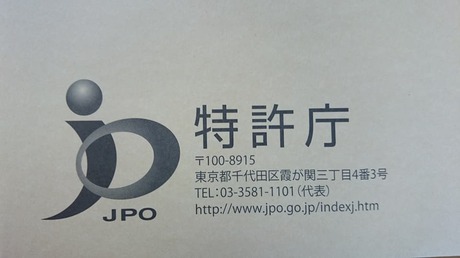 特許庁
〒100-8915
東京都千代田区霞が関三丁目4番3号
TEL:03-3581-1101(代表)
http://www.jpo.go.jp/indexj.htm
JPO